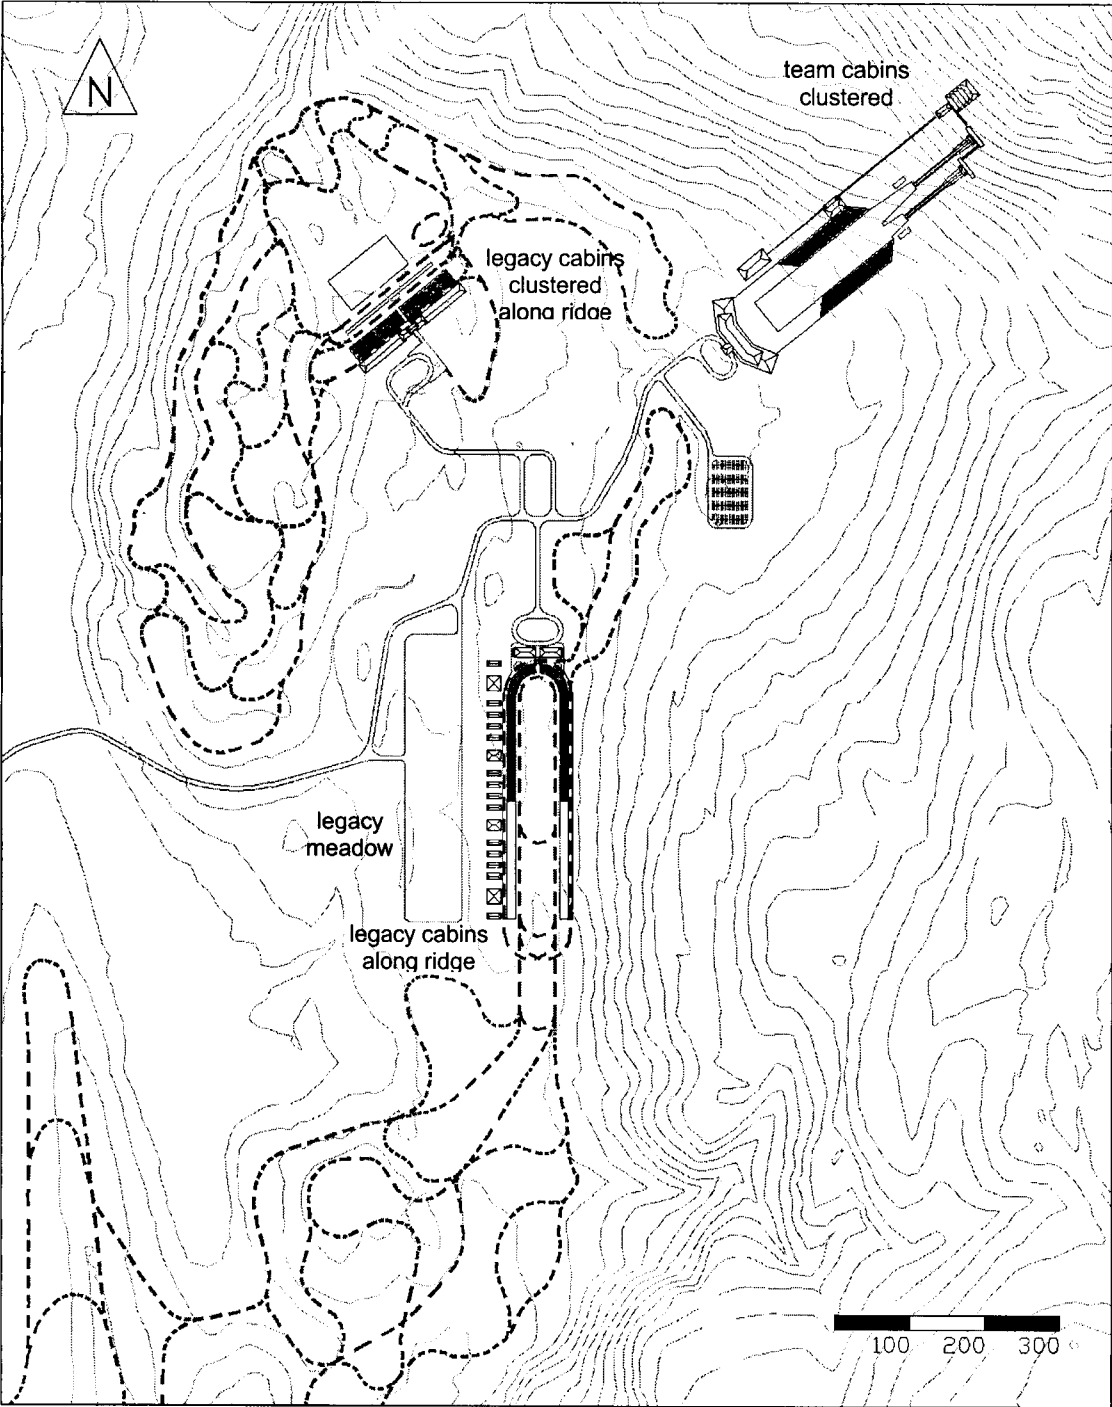 N
team cabins
clustered
legacy cabins
clustered
along ridge
legacy
meadow
legacy cabins
along ridge
100 200 300